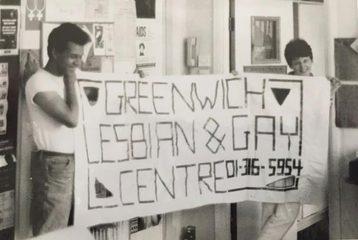 AIDS
GREENWICH
LESBIAN & GAY
CENTRE 01-316-5954